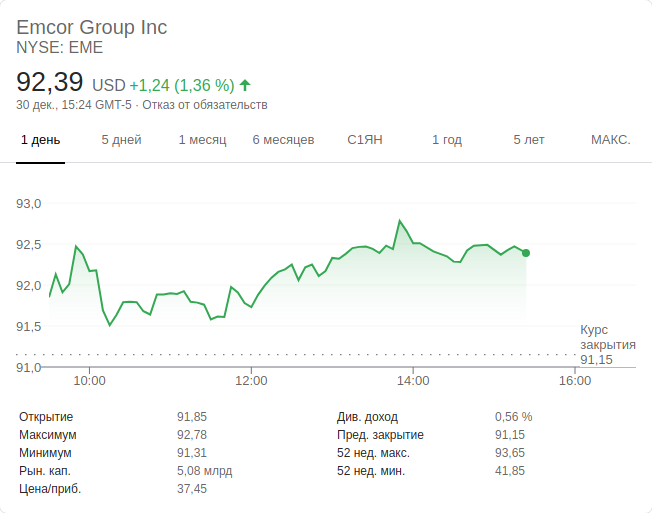 Emcor Group Inc
NYSE: EME
92,39 USD +1,24 (1,36 %)
30 дек., 15:24 GMT-5 · Отказ от обязательств
1 день 5 дней 1 месяц 6 месяцев С1ЯН 1 год 5 лет МАКС.
93,0
92,5
92,0
91,5
91,0
Курс
закрытия
91,15
10:00 12:00 14:00 16:00
Открытие 91,85
Максимум 92,78
Минимум 91,31
Рын. кап. 5,08 млрд
Цена/приб. 37,45
Див. доход 0,56 %
Пред. закрытие 91,15
52 нед. макс. 93,65
52 нед. мин. 41,85